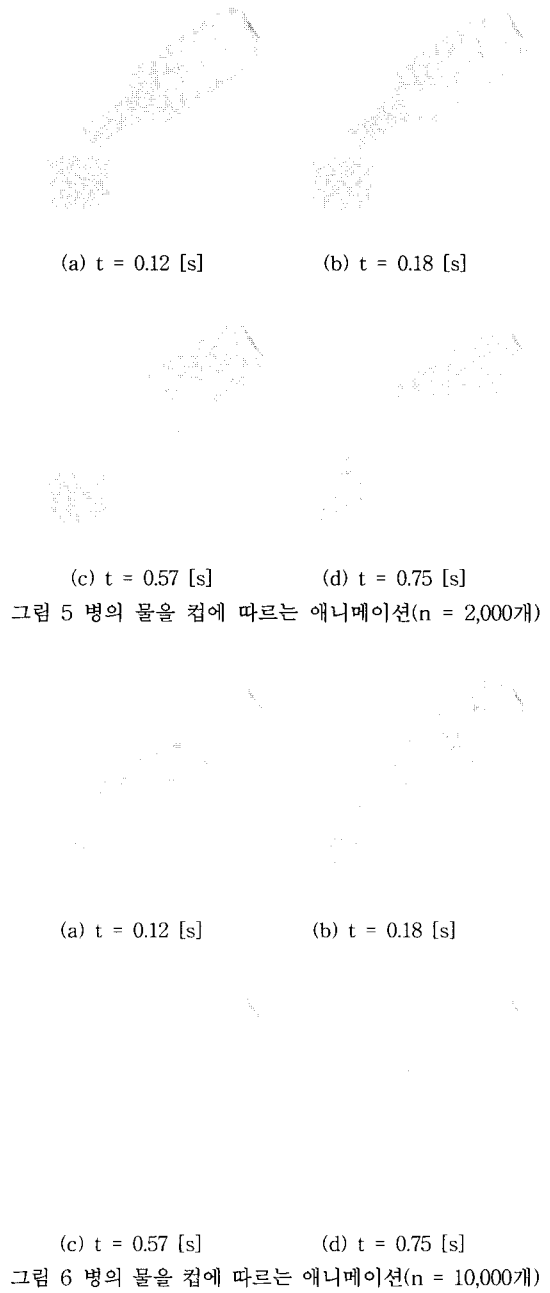 (a) t = 0.12 [s] (b) t = 0.18 [s]
(c) t = 0.57 [s] (d) t = 0.75 [s]
그림 5 병의 물을 컵에 따르는 애니메이션(n = 2,000개)
(a) t = 0.12 [s] (b) t = 0.18 [s]
(c) t = 0.57 [s] (d) t = 0.75 [s]
그림 6 병의 물을 컵에 따르는 애니메이션(n = 10,000개)